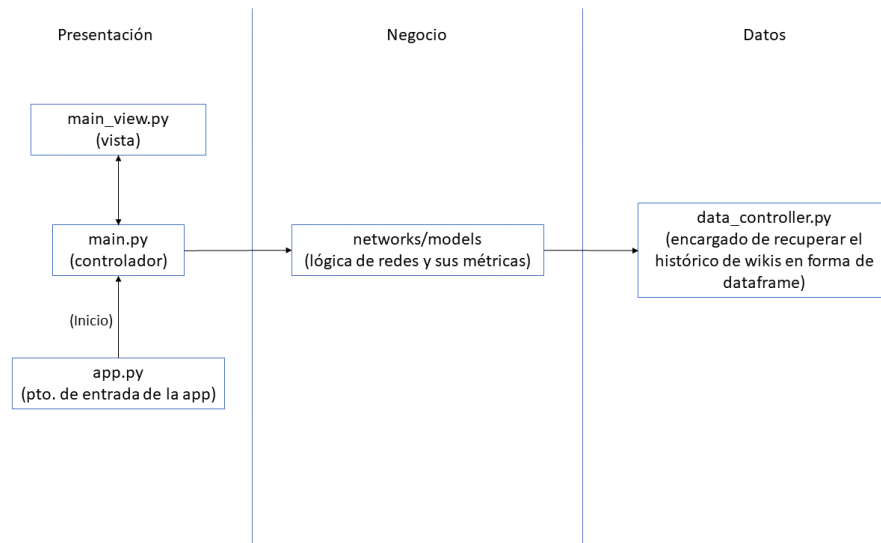 Presentación
Negocio
Datos
main_view.py
(vista)
main.py
(controlador)
networks/models
(lógica de redes y sus métricas)
data_controller.py
(encargado de recuperar el
histórico de wikis en forma de
dataframe)
(Inicio)
app.py
(pto. de entrada de la app)